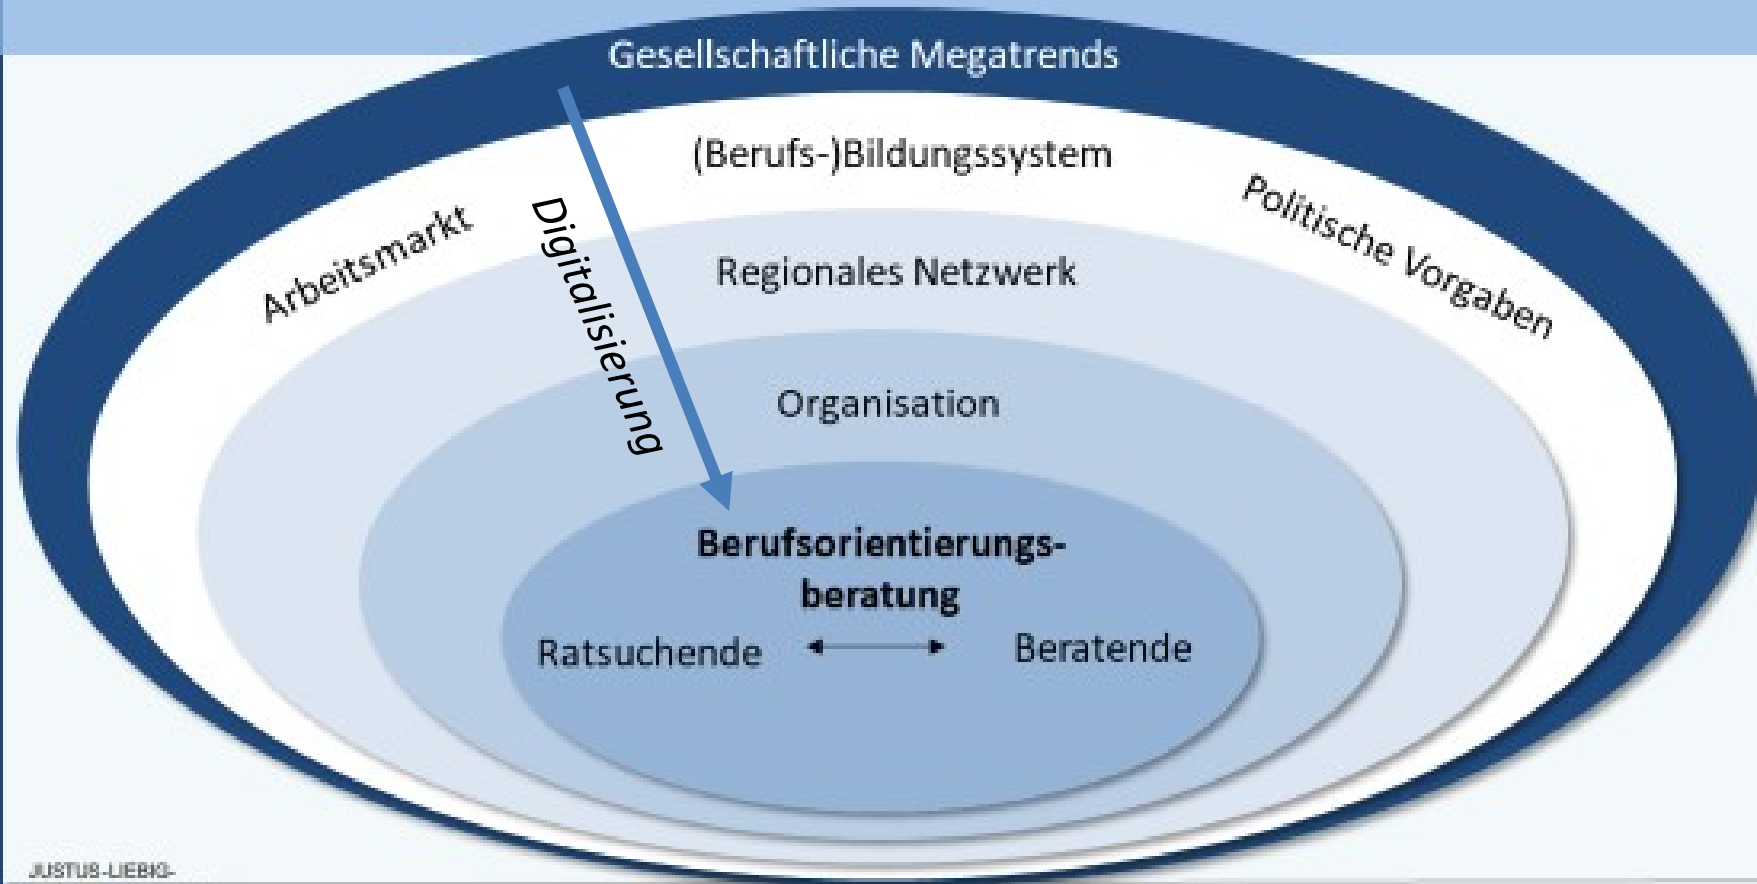 Gesellschaftliche Megatrends
(Berufs-)Bildungssystem
Arbeitsmarkt
Politische Vorgaben
Digitalisierung
Regionales Netzwerk
Organisation
Berufsorientierungs-
beratung
Ratsuchende
Beratende
JUSTUS-LIEBIG-